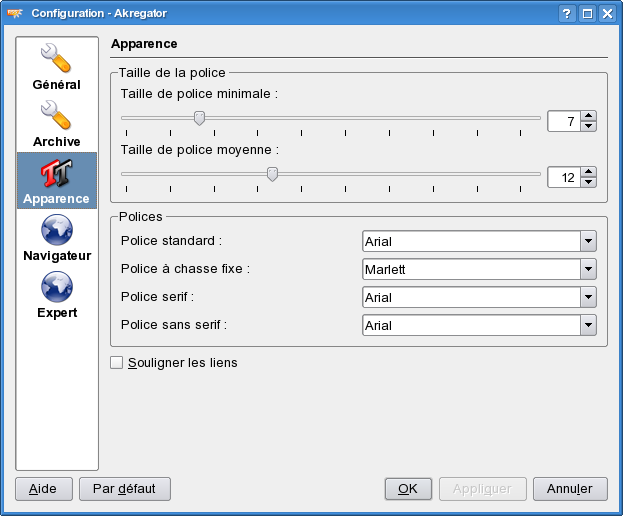 Configuration - Akregator
Général
Archive
Apparence
Navigateur
Expert
Apparence
Taille de la police
Taille de police minimale :
7
Taille de police moyenne :
12
Polices
Police standard :
Arial
Police à chasse fixe :
Marlett
Police serif :
Arial
Police sans serif :
Arial
Souligner les liens
Aide
Par défaut
OK
Appliquer
Annuler